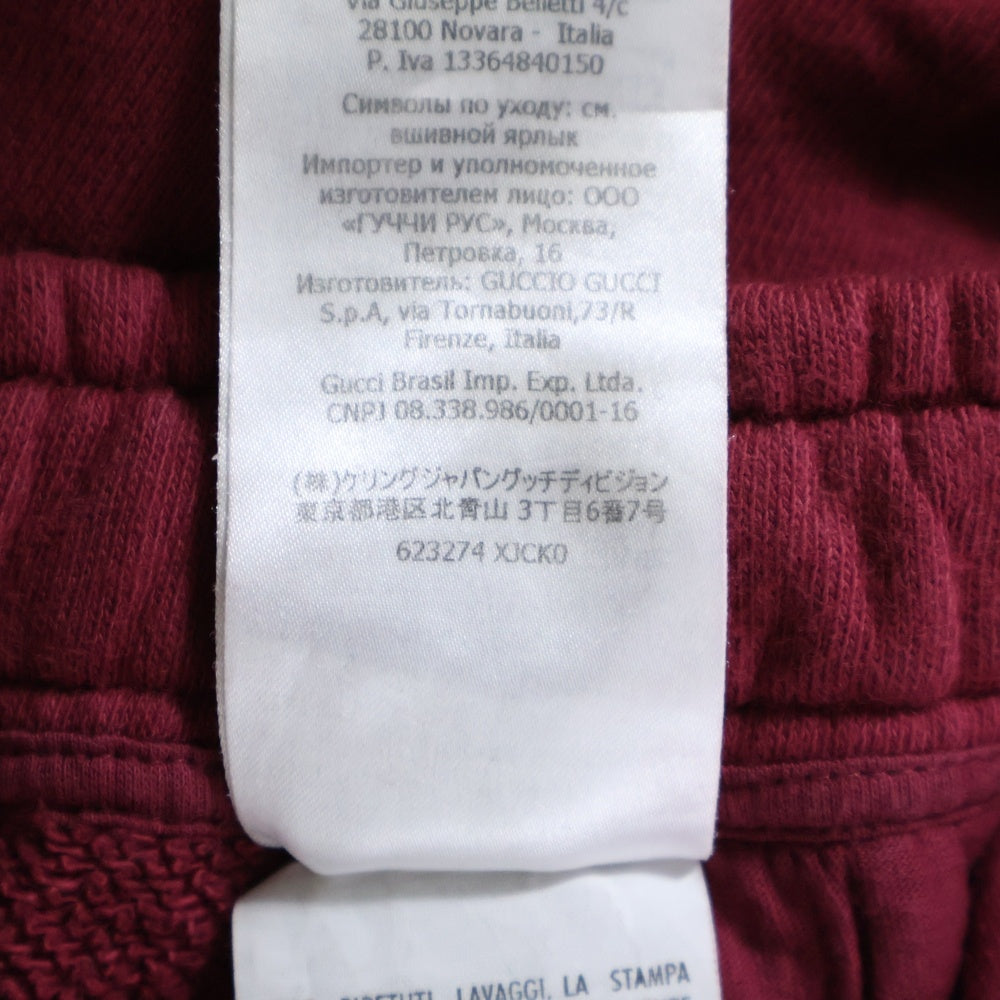 via Giuseppe Belletti 4/c
28100 Novara - Italia
P. Iva 13364840150
Символы по уходу: см.
вшивной ярлык
Импортер и уполномоченное
изготовителем лицо: ООО
«ГУЧЧИ РУС», Москва,
Петровка, 16
Изготовитель: GUCCIO GUCCI
S.p.A, via Tornabuoni,73/R
Firenze, Italia
Gucci Brasil Imp. Exp. Ltda.
CNPJ 08.338.986/0001-16
(株)ケリングジャパングッチディビジョン
東京都港区北青山 3丁目6番7号
623274 XJCK0
RIPETUTI LAVAGGI, LA STAMPA